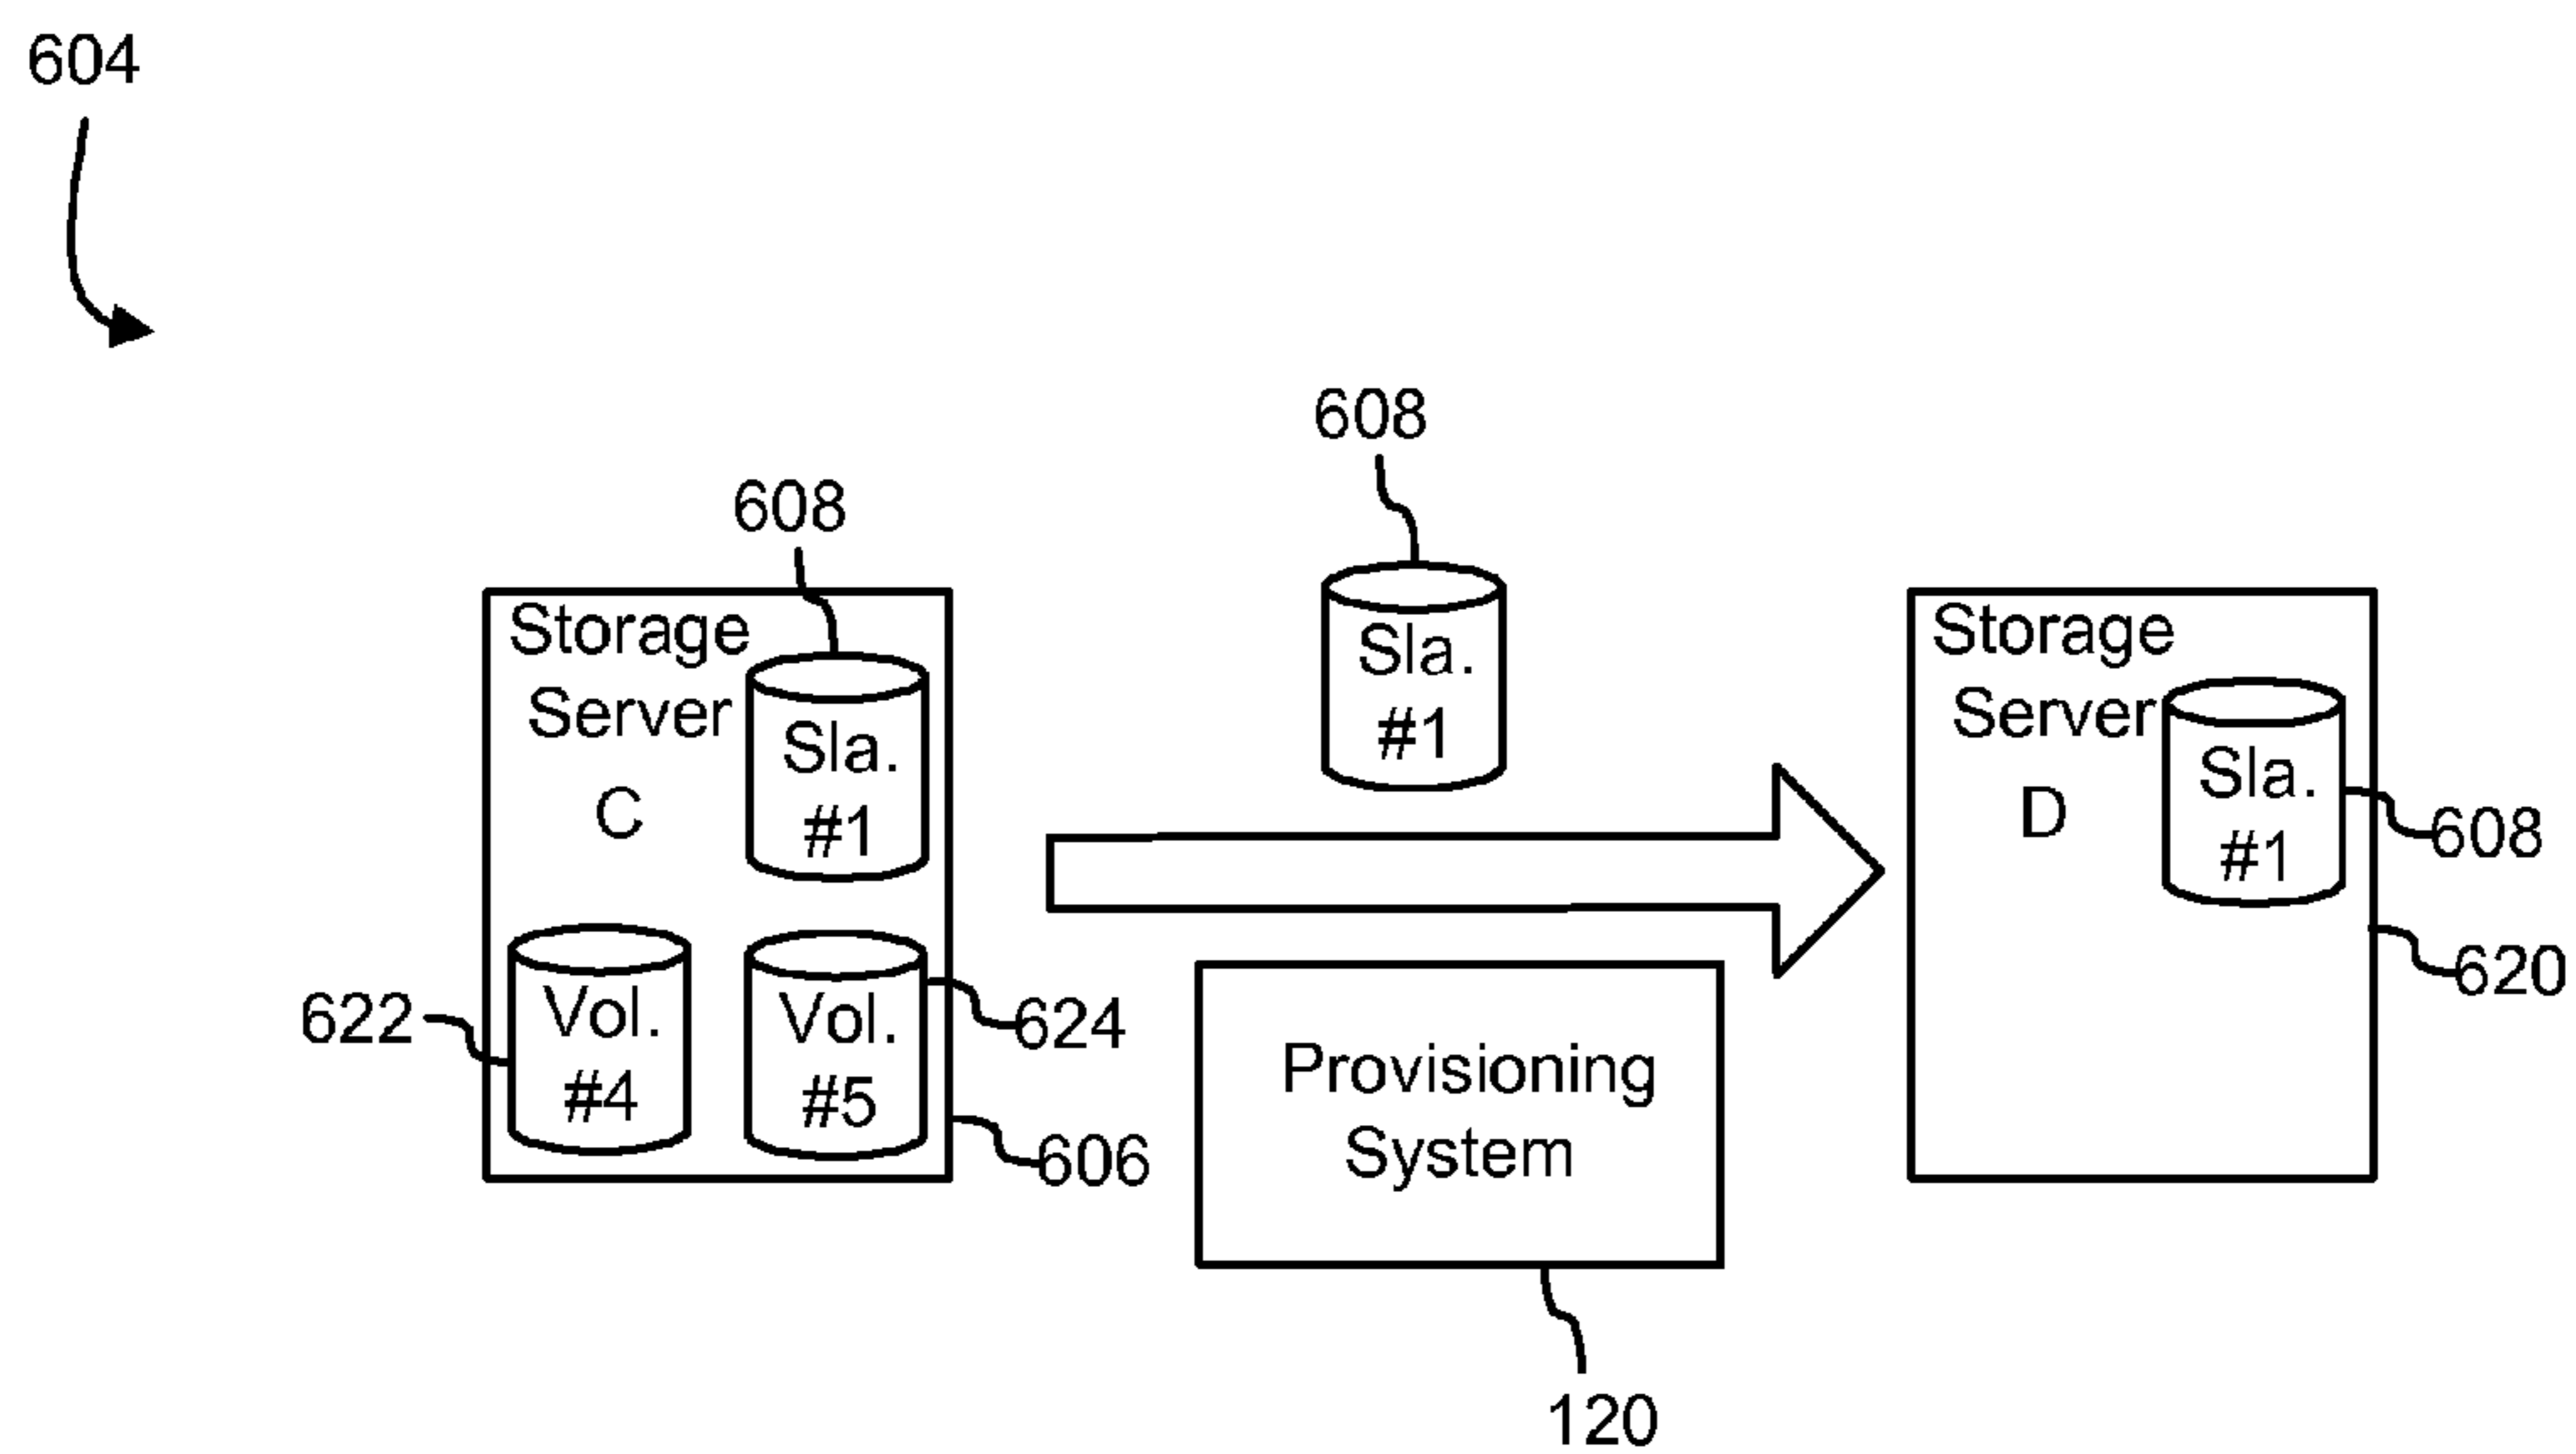 604
608
608
Storage
Server
C
Sla.
#1
Sla.
#1
Storage
Server
D
Sla.
#1
608
620
622
Vol.
#4
Vol.
#5
624
606
Provisioning
System
120